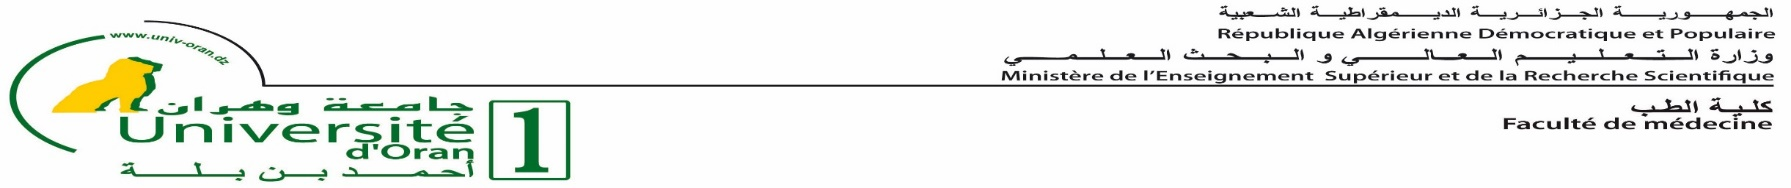 الجمهورية الجزائرية الديمقراطية الشعبية
République Algérienne Démocratique et Populaire
وزارة التعليم العالي و البحث العلمي
Ministère de l'Enseignement Supérieur et de la Recherche Scientifique
كلية الطب
Faculté de médecine
www.univ-oran.dz
جامعة وهران
Université
d'Oran
1
أحمد بن بلة